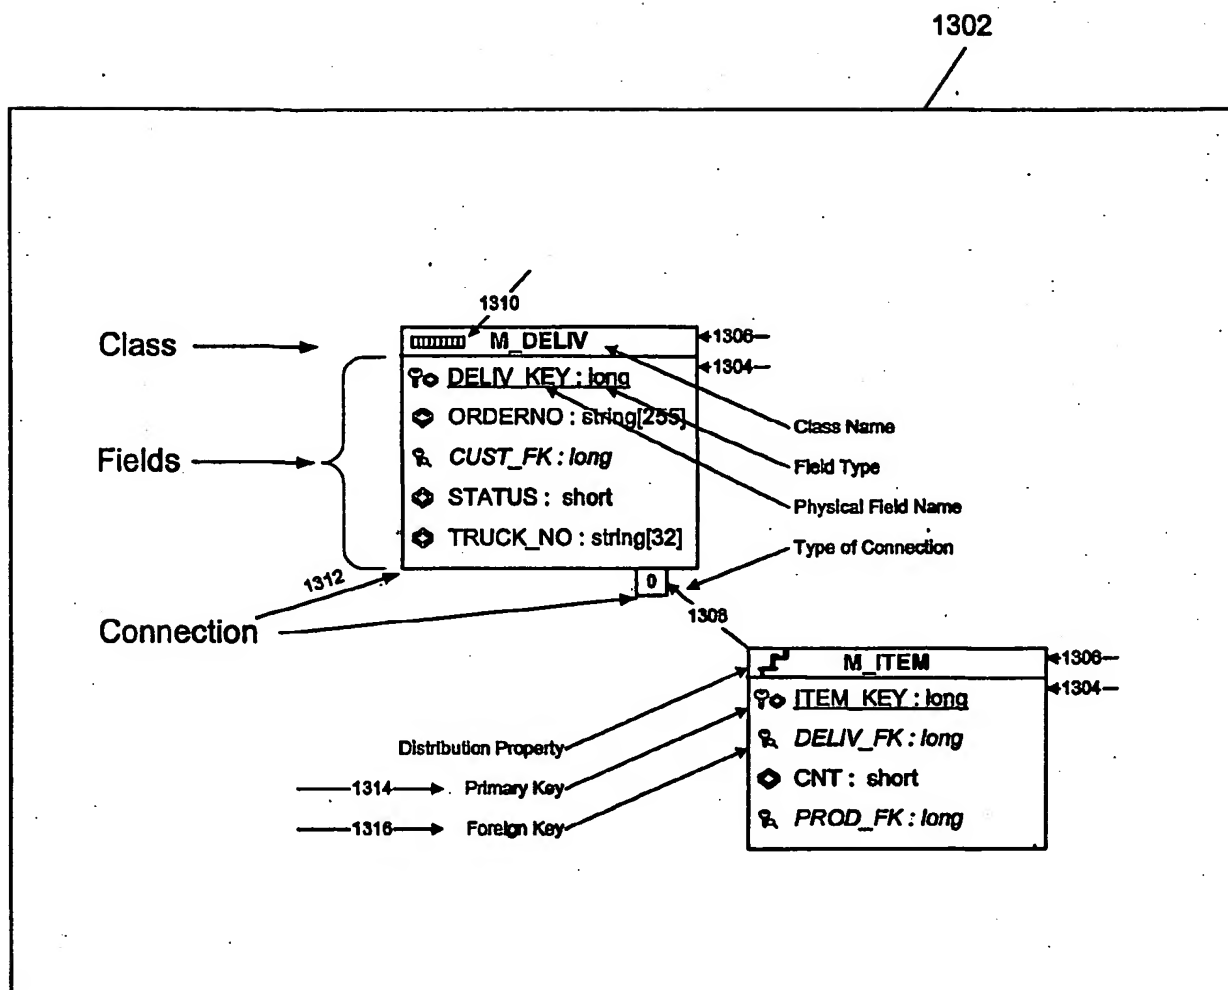 1302
1310
Class
M_DELIV
1306
1304
DELIV_KEY : long
ORDERNO : string[255]
Class Name
Fields
CUST_FK : long
Field Type
STATUS : short
Physical Field Name
TRUCK_NO : string[32]
Type of Connection
1312
0
1308
Connection
M_ITEM
1306
1304
ITEM_KEY : long
Distribution Property
DELIV_FK : long
1314
Primary Key
CNT : short
1316
Foreign Key
PROD_FK : long